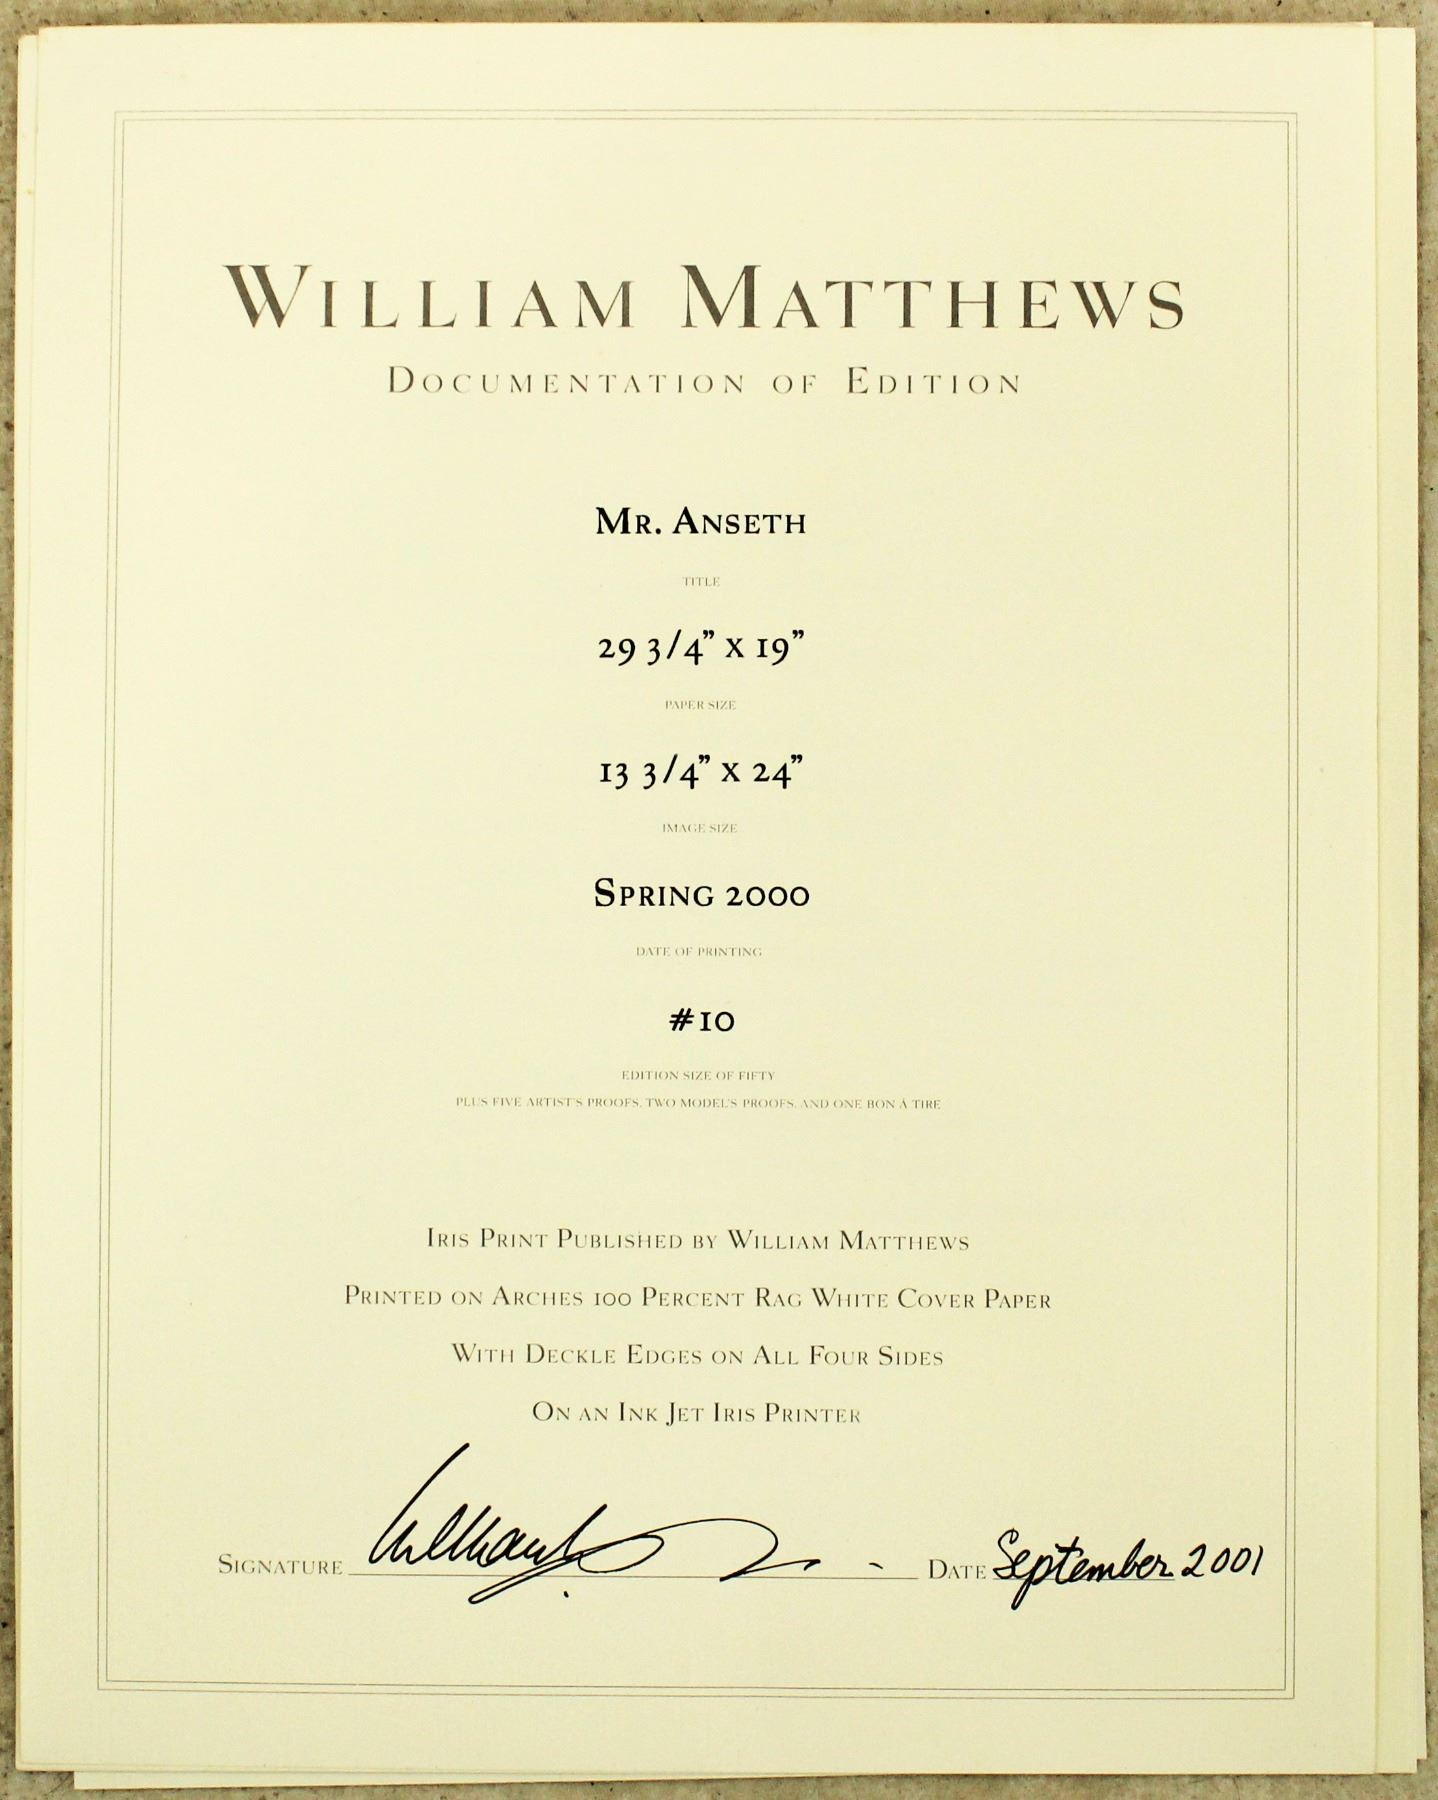 WILLIAM MATTHEWS
DOCUMENTATION OF EDITION
MR. ANSETH
TITLE
29 3/4” X 19”
PAPER SIZE
13 3/4” X 24”
IMAGE SIZE
SPRING 2000
DATE OF PRINTING
#10
EDITION SIZE OF FIFTY
PLUS FIVE ARTIST'S PROOFS, TWO MODEL'S PROOFS, AND ONE BON Á TIRE
IRIS PRINT PUBLISHED BY WILLIAM MATTHEWS
PRINTED ON ARCHES 100 PERCENT RAG WHITE COVER PAPER
WITH DECKLE EDGES ON ALL FOUR SIDES
ON AN INK JET IRIS PRINTER
SIGNATURE DATE September 2001